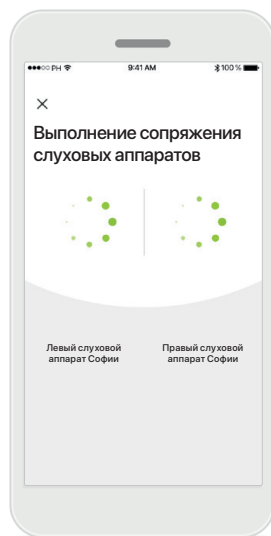 PH 9:41 AM 100%
Выполнение сопряжения
слуховых аппаратов
Левый слуховой
аппарат Софии
Правый слуховой
аппарат Софии